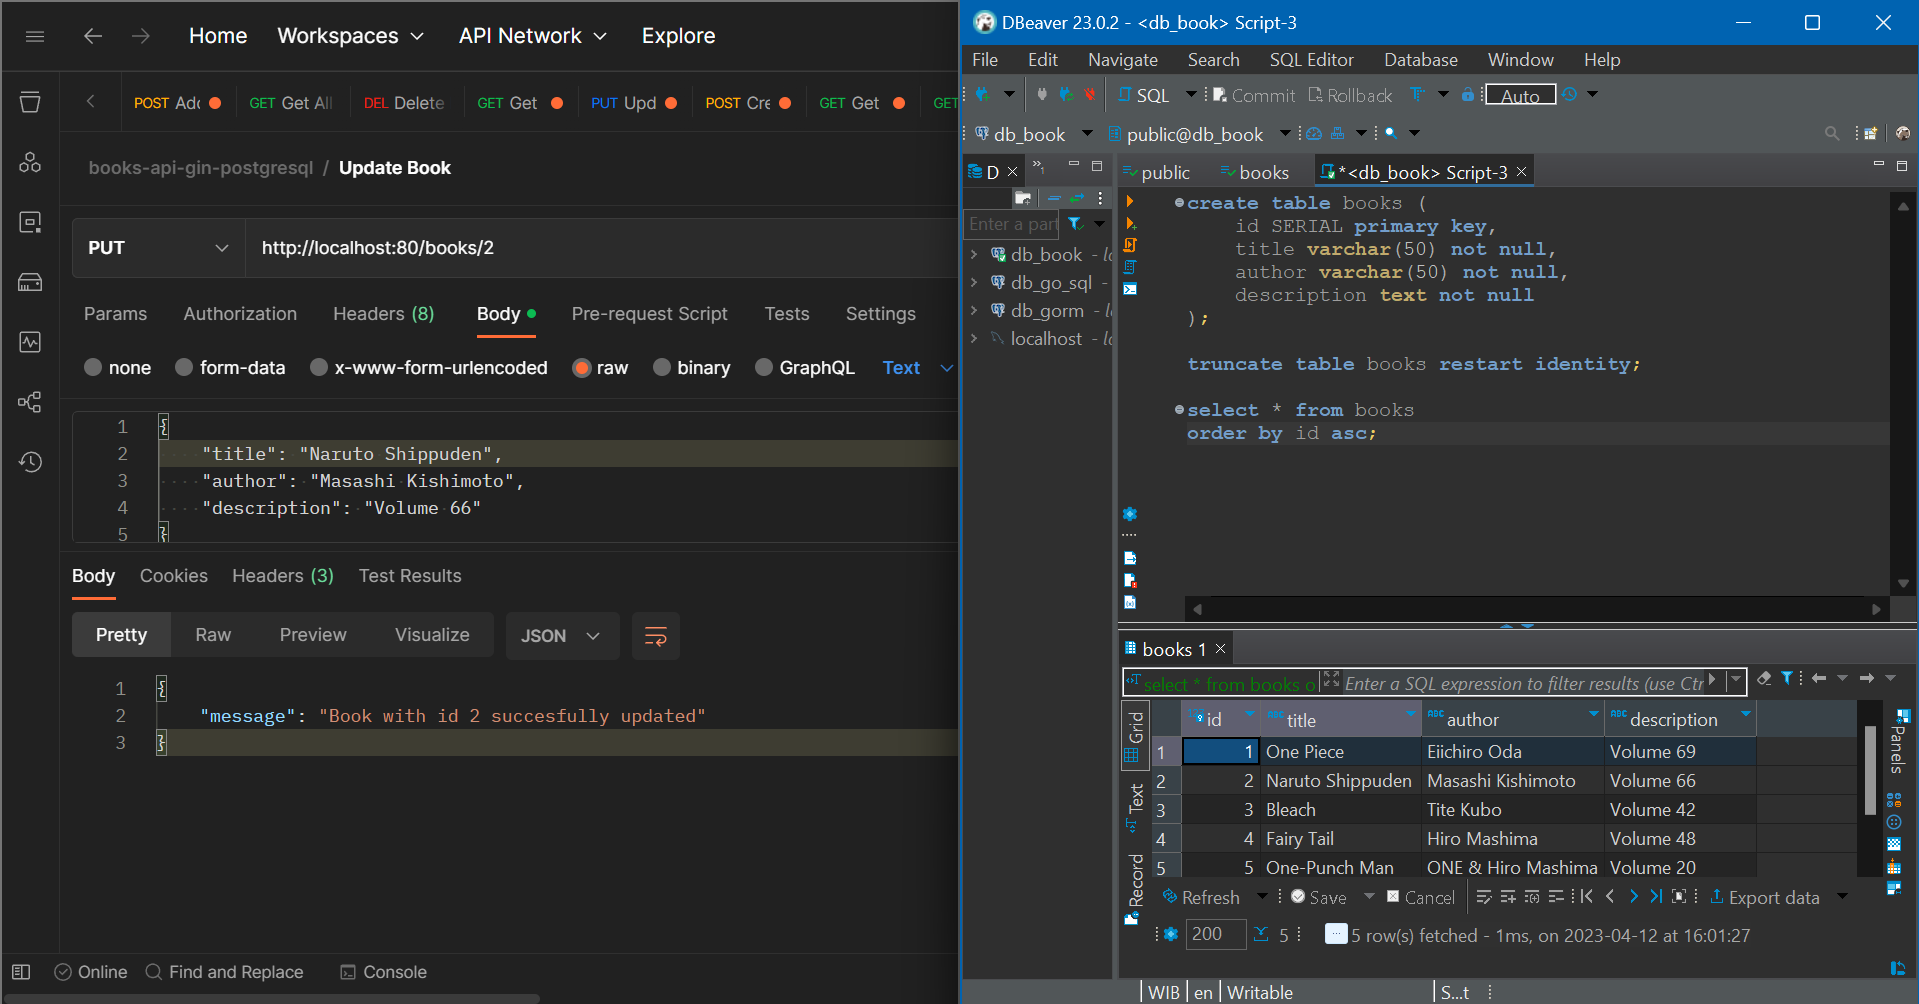 Home Workspaces API Network Explore
POST Adc GET Get Al DEL Delete GET Get PUT Upd POST Cre GET Get GET
books-api-gin-postgresql / Update Book
PUT http://localhost:80/books/2
Params Authorization Headers (8) Body Pre-request Script Tests Settings
none form-data x-www-form-urlencoded raw binary GraphQL Text
1 {
2 "title": "Naruto Shippuden",
3 "author": "Masashi Kishimoto",
4 "description": "Volume 66"
5 }
Body Cookies Headers (3) Test Results
Pretty Raw Preview Visualize JSON
1 {
2 "message": "Book with id 2 succesfully updated"
3 }
Online Find and Replace Console
DBeaver 23.0.2 - <db_book> Script-3
File Edit Navigate Search SQL Editor Database Window Help
SQL Commit Rollback Auto
db_book public@db_book
D public books *<db_book> Script-3
Enter a part
db_book - lo
db_go_sql -
db_gorm - l
localhost - lo
create table books (
id SERIAL primary key,
title varchar(50) not null,
author varchar(50) not null,
description text not null
);
truncate table books restart identity;
select * from books
order by id asc;
books 1
select * from books o Enter a SQL expression to filter results (use Ctr
Grid
Text
Record
Panels
id title author description
1 1 One Piece Eiichiro Oda Volume 69
2 2 Naruto Shippuden Masashi Kishimoto Volume 66
3 3 Bleach Tite Kubo Volume 42
4 4 Fairy Tail Hiro Mashima Volume 48
5 5 One-Punch Man ONE & Hiro Mashima Volume 20
Refresh Save Cancel Export data
200 5 5 row(s) fetched - 1ms, on 2023-04-12 at 16:01:27
WIB en Writable S...t